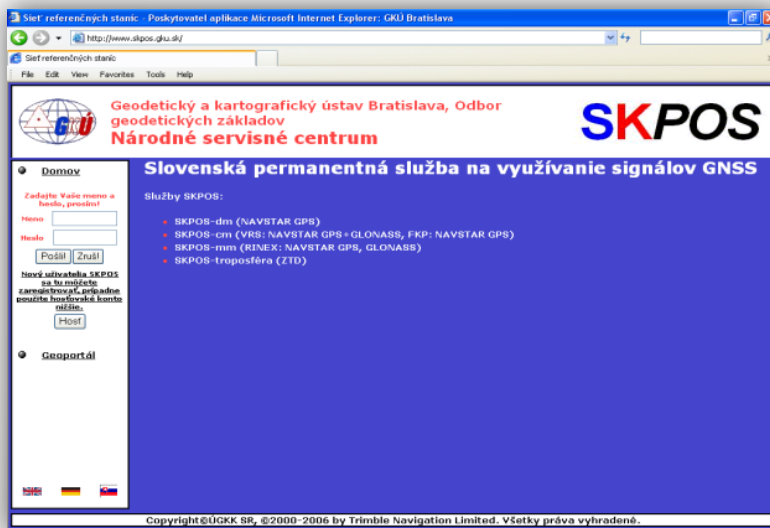 Sieť referenčných staníc - Poskytovatel aplikace Microsoft Internet Explorer: GKÚ Bratislava
http://www.skpos.gku.sk/
Sieť referenčných staníc
File Edit View Favorites Tools Help
GKÚ
Geodetický a kartografický ústav Bratislava, Odbor
geodetických základov
Národné servisné centrum
SKPOS
Domov
Zadajte Vaše meno a
heslo, prosím!
Meno
Heslo
Pošli! Zruš!
Nový užívatelia SKPOS
sa tu môžete
zaregistrovať, prípadne
použite hosťovské konto
nižšie.
Hosť
Geoportál
Slovenská permanentná služba na využívanie signálov GNSS
Služby SKPOS:
SKPOS-dm (NAVSTAR GPS)
SKPOS-cm (VRS: NAVSTAR GPS+GLONASS, FKP: NAVSTAR GPS)
SKPOS-mm (RINEX: NAVSTAR GPS, GLONASS)
SKPOS-troposféra (ZTD)
Copyright©ÚGKK SR, ©2000-2006 by Trimble Navigation Limited. Všetky práva vyhradené.